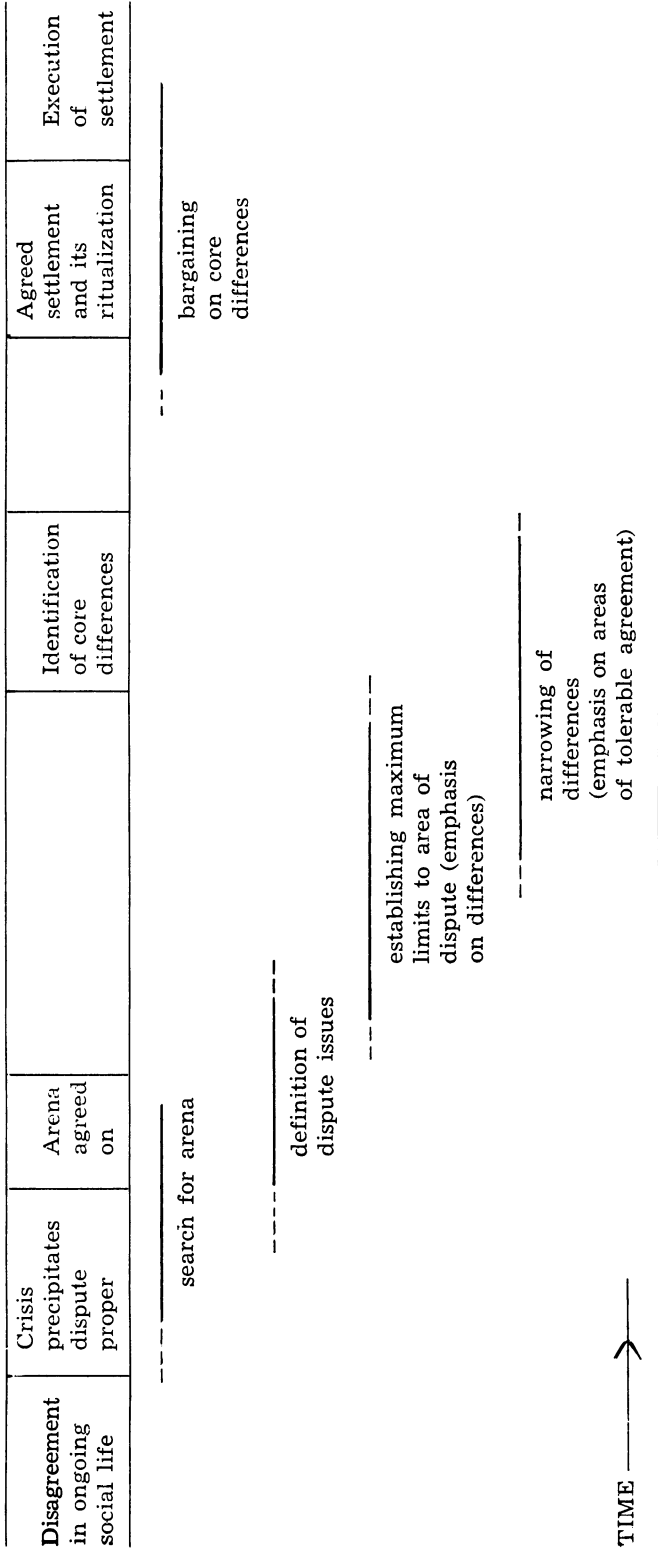 Disagreement
in ongoing
social life
Crisis
precipitates
dispute
proper
Arena
agreed
on
Identification
of core
differences
Agreed
settlement
and its
ritualization
Execution
of
settlement
search for arena
bargaining
on core
differences
definition of
dispute issues
establishing maximum
limits to area of
dispute (emphasis
on differences)
narrowing of
differences
(emphasis on areas
of tolerable agreement)
TIME